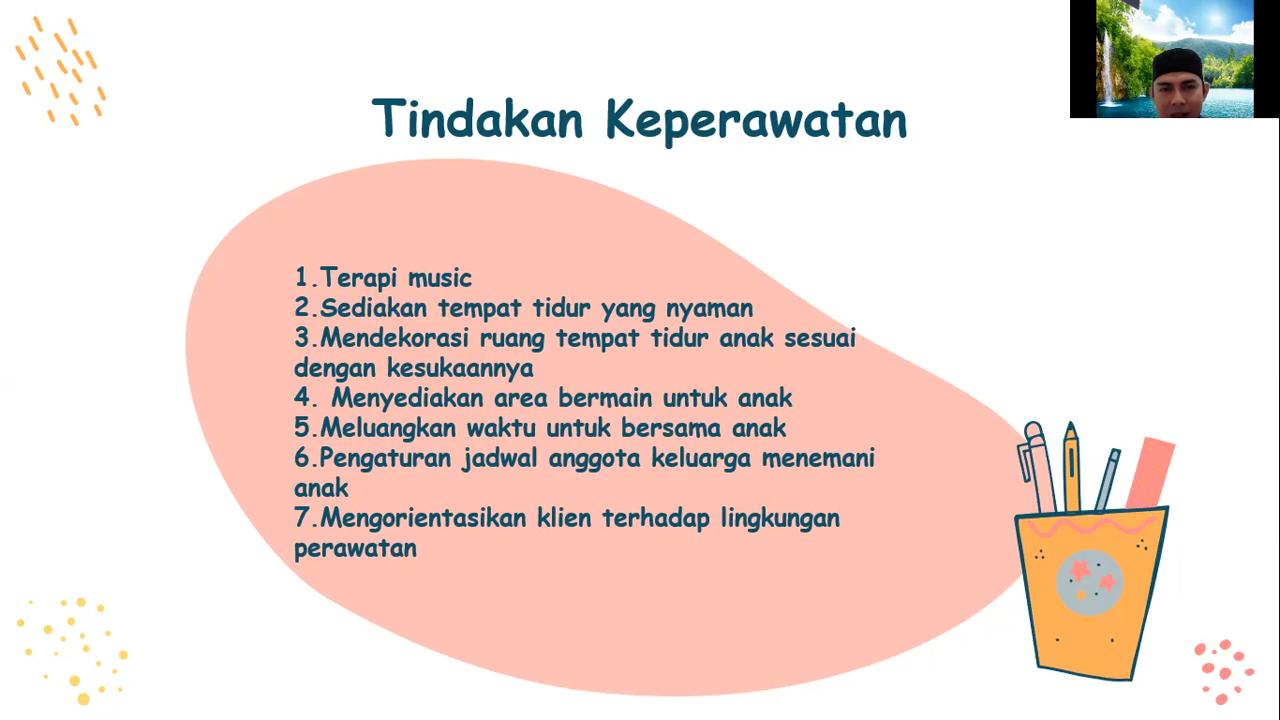 Tindakan Keperawatan
1.Terapi music
2.Sediakan tempat tidur yang nyaman
3.Mendekorasi ruang tempat tidur anak sesuai
dengan kesukaannya
4. Menyediakan area bermain untuk anak
5.Meluangkan waktu untuk bersama anak
6.Pengaturan jadwal anggota keluarga menemani
anak
7.Mengorientasikan klien terhadap lingkungan
perawatan